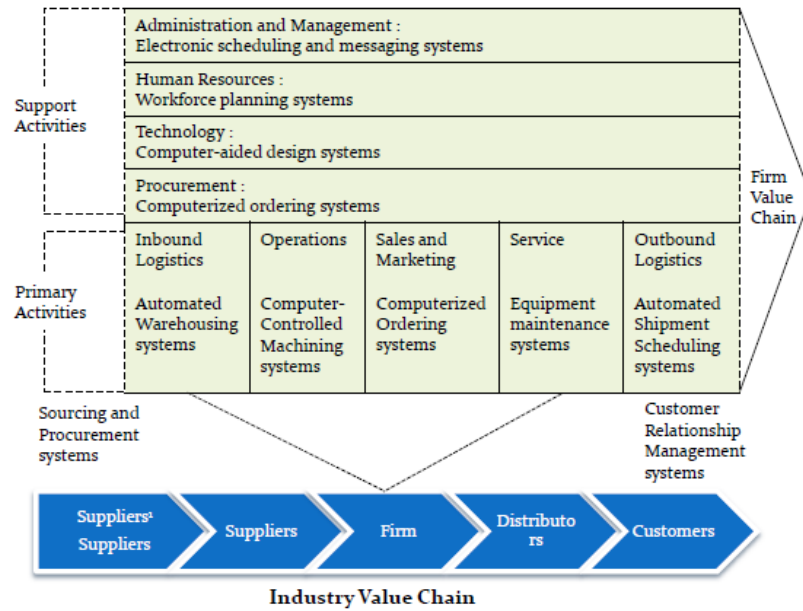 Administration and Management :
Electronic scheduling and messaging systems
Human Resources :
Workforce planning systems
Support
Activities
Technology :
Computer-aided design systems
Procurement :
Computerized ordering systems
Firm
Value
Chain
Primary
Activities
Inbound
Logistics
Automated
Warehousing
systems
Operations
Computer-
Controlled
Machining
systems
Sales and
Marketing
Computerized
Ordering
systems
Service
Equipment
maintenance
systems
Outbound
Logistics
Automated
Shipment
Scheduling
systems
Sourcing and
Procurement
systems
Customer
Relationship
Management
systems
Suppliers¹
Suppliers
Suppliers
Firm
Distributo
rs
Customers
Industry Value Chain